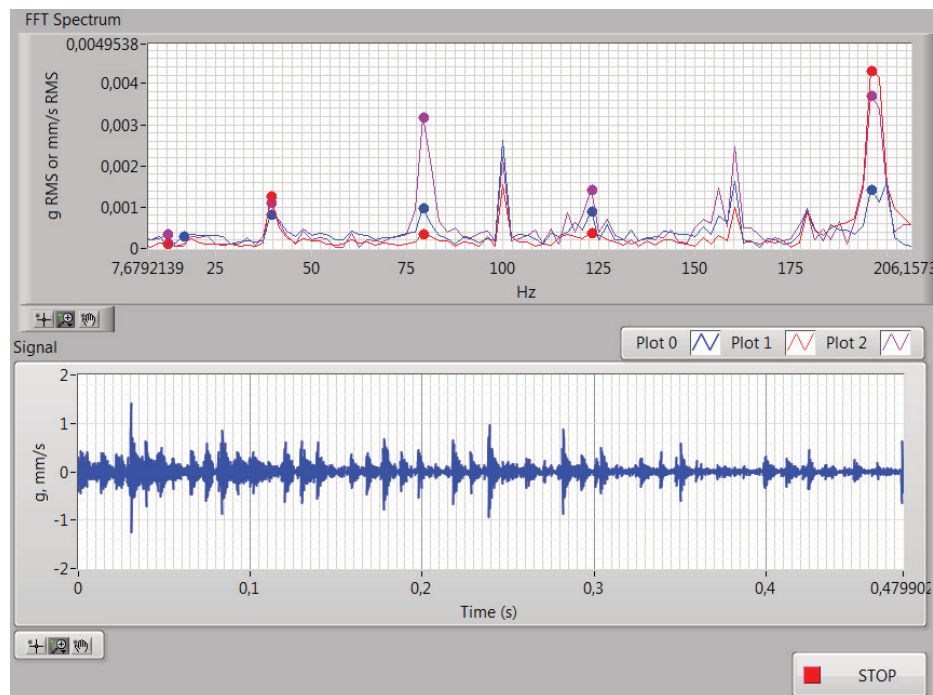 FFT Spectrum
g RMS or mm/s RMS
0,0049538
0,004
0,003
0,002
0,001
0
7,6792139 25 50 75 100 125 150 175 206,1573
Hz
Plot 0 Plot 1 Plot 2
Signal
g, mm/s
2
1
0
-1
-2
0 0,1 0,2 0,3 0,4 0,479902
Time (s)
STOP